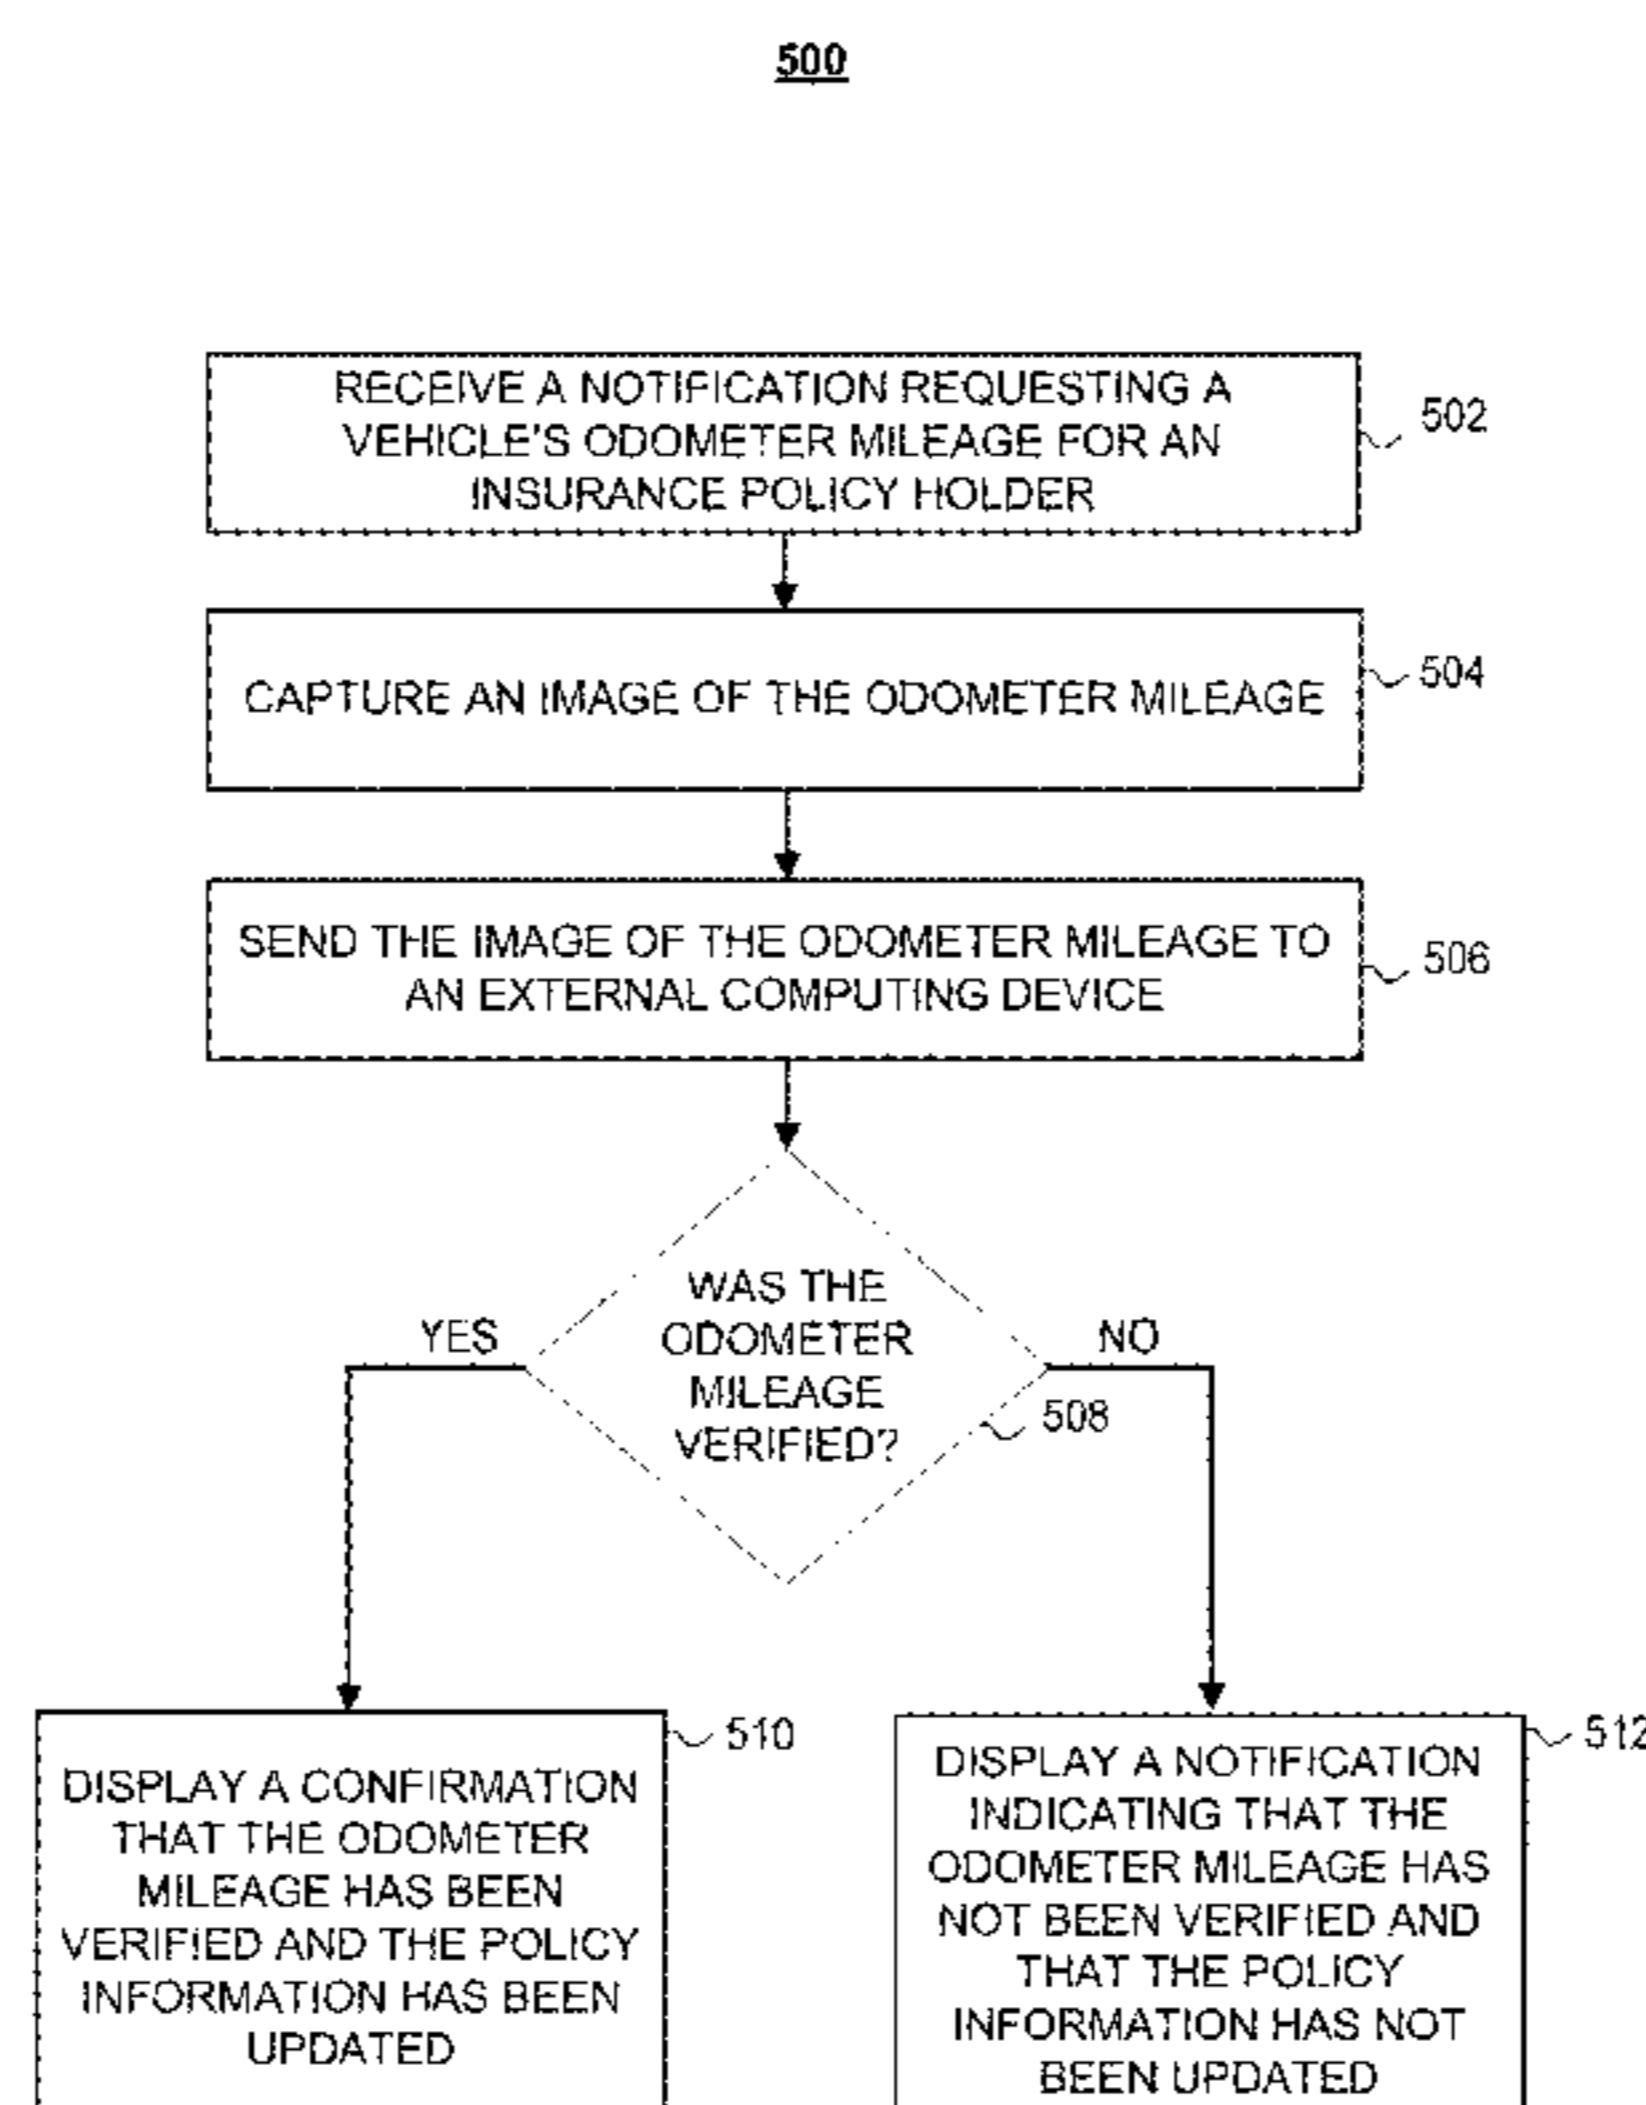 500
RECEIVE A NOTIFICATION REQUESTING A
VEHICLE'S ODOMETER MILEAGE FOR AN
INSURANCE POLICY HOLDER
502
CAPTURE AN IMAGE OF THE ODOMETER MILEAGE
504
SEND THE IMAGE OF THE ODOMETER MILEAGE TO
AN EXTERNAL COMPUTING DEVICE
506
WAS THE
ODOMETER
MILEAGE
VERIFIED?
YES
NO
508
510
DISPLAY A CONFIRMATION
THAT THE ODOMETER
MILEAGE HAS BEEN
VERIFIED AND THE POLICY
INFORMATION HAS BEEN
UPDATED
512
DISPLAY A NOTIFICATION
INDICATING THAT THE
ODOMETER MILEAGE HAS
NOT BEEN VERIFIED AND
THAT THE POLICY
INFORMATION HAS NOT
BEEN UPDATED